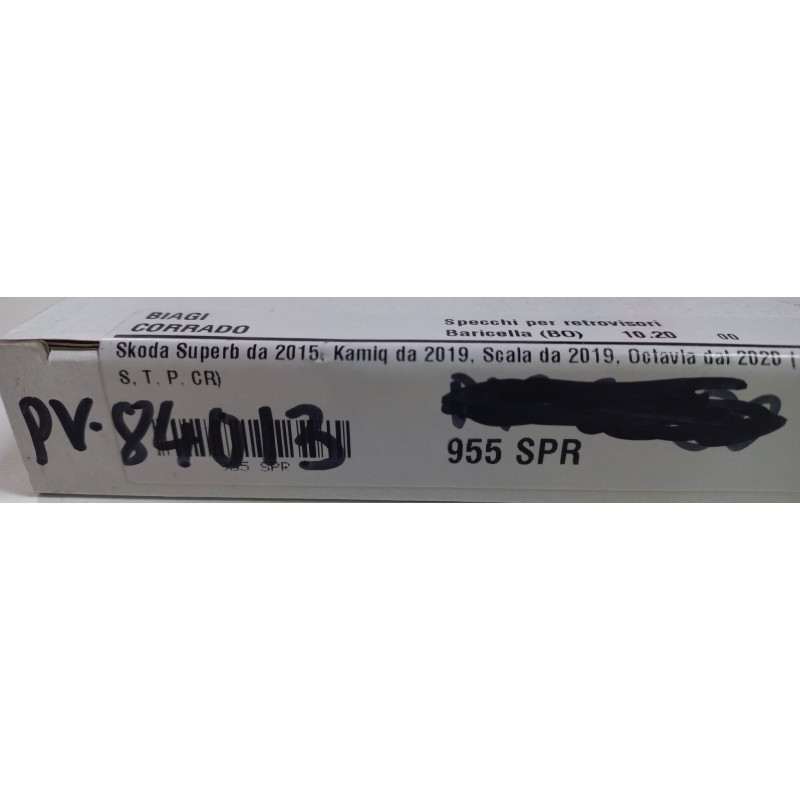 BIAGI
CORRADO
Specchi per retrovisori
Baricella (BO) 10.20 00
Skoda Superb da 2015, Kamiq da 2019, Scala da 2019, Octavia dal 2020 |
S, T, P, CR)
PV-84013
955 SPR
955 SPR